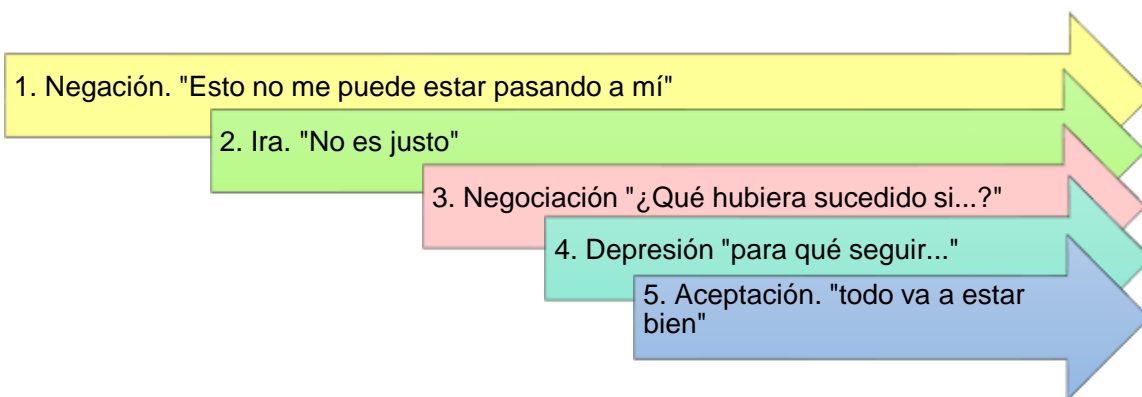 1. Negación. "Esto no me puede estar pasando a mí"
2. Ira. "No es justo"
3. Negociación "¿Qué hubiera sucedido si...?"
4. Depresión "para qué seguir..."
5. Aceptación. "todo va a estar
bien"